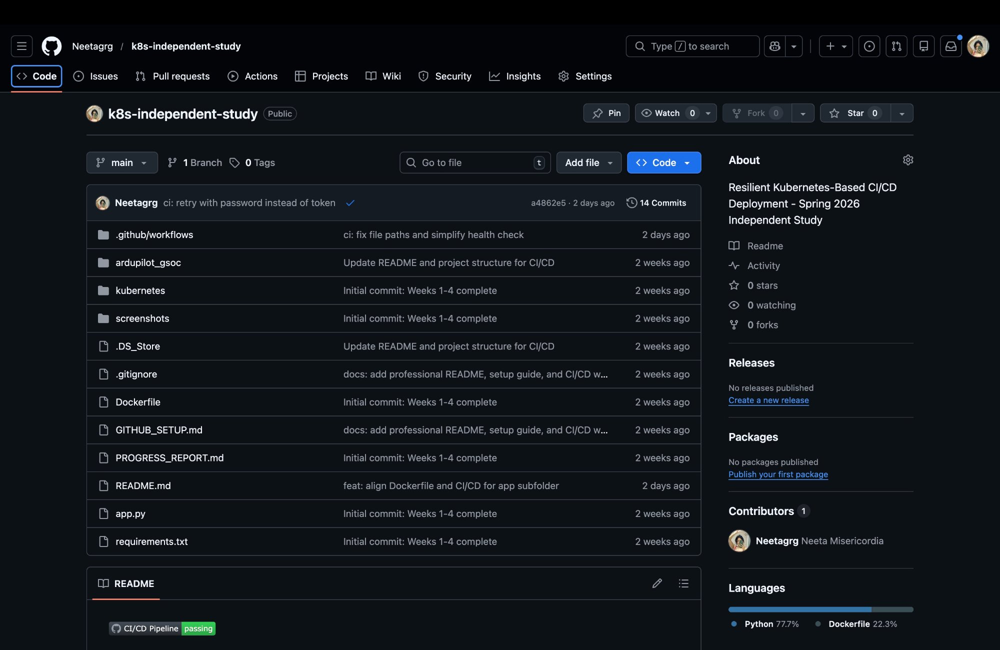 Neetagrg / k8s-independent-study
Type / to search
Code Issues Pull requests Actions Projects Wiki Security Insights Settings
k8s-independent-study Public
Pin Watch 0 Fork 0 Star 0
main 1 Branch 0 Tags
Go to file t Add file Code
Neetagrg ci: retry with password instead of token a4862e5 · 2 days ago 14 Commits
.github/workflows ci: fix file paths and simplify health check 2 days ago
ardupilot_gsoc Update README and project structure for CI/CD 2 weeks ago
kubernetes Initial commit: Weeks 1-4 complete 2 weeks ago
screenshots Initial commit: Weeks 1-4 complete 2 weeks ago
.DS_Store Update README and project structure for CI/CD 2 weeks ago
.gitignore docs: add professional README, setup guide, and CI/CD w... 2 weeks ago
Dockerfile Initial commit: Weeks 1-4 complete 2 weeks ago
GITHUB_SETUP.md docs: add professional README, setup guide, and CI/CD w... 2 weeks ago
PROGRESS_REPORT.md Initial commit: Weeks 1-4 complete 2 weeks ago
README.md feat: align Dockerfile and CI/CD for app subfolder 2 days ago
app.py Initial commit: Weeks 1-4 complete 2 weeks ago
requirements.txt Initial commit: Weeks 1-4 complete 2 weeks ago
README
CI/CD Pipeline passing
About
Resilient Kubernetes-Based CI/CD
Deployment - Spring 2026
Independent Study
Readme
Activity
0 stars
0 watching
0 forks
Releases
No releases published
Create a new release
Packages
No packages published
Publish your first package
Contributors 1
Neetagrg Neeta Misericordia
Languages
Python 77.7% Dockerfile 22.3%